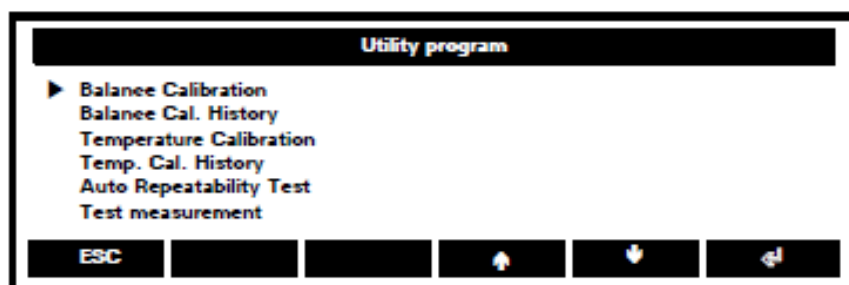 Utility program
Balanee Calibration
Balanee Cal. History
Temperature Calibration
Temp. Cal. History
Auto Repeatability Test
Test measurement
ESC